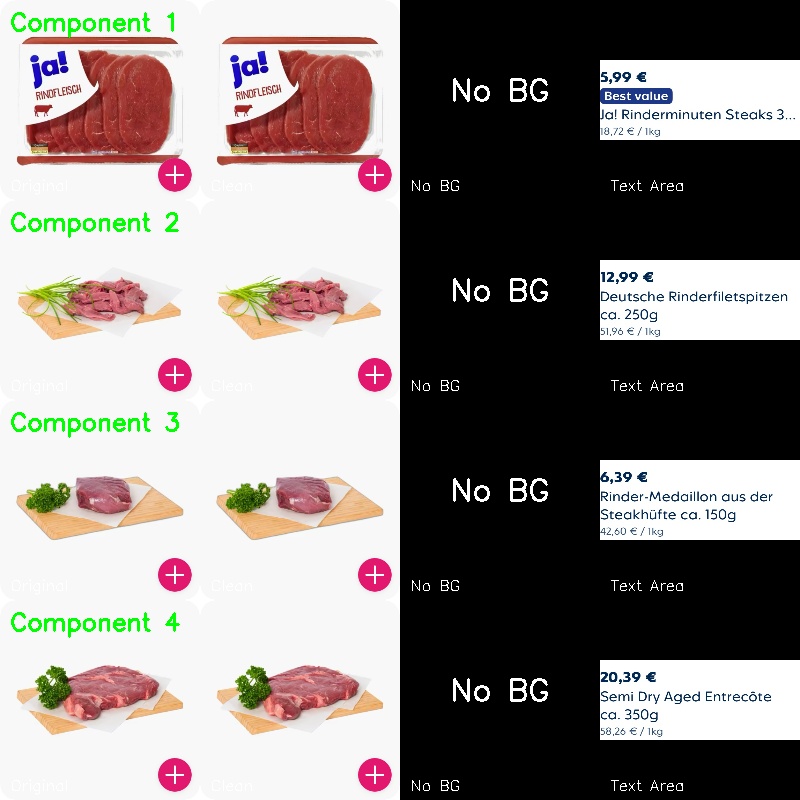 Component 1
ja!
RINDFLEISCH
ja!
RINDFLEISCH
No BG
5,99 €
Best value
Ja! Rinderminuten Steaks 3...
18,72 € / 1kg
Original
Clean
No BG
Text Area
Component 2
No BG
12,99 €
Deutsche Rinderfiletspitzen
ca. 250g
51,96 € / 1kg
Original
Clean
No BG
Text Area
Component 3
No BG
6,39 €
Rinder-Medaillon aus der
Steakhüfte ca. 150g
42,60 € / 1kg
Original
Clean
No BG
Text Area
Component 4
No BG
20,39 €
Semi Dry Aged Entrecôte
ca. 350g
58,26 € / 1kg
Original
Clean
No BG
Text Area